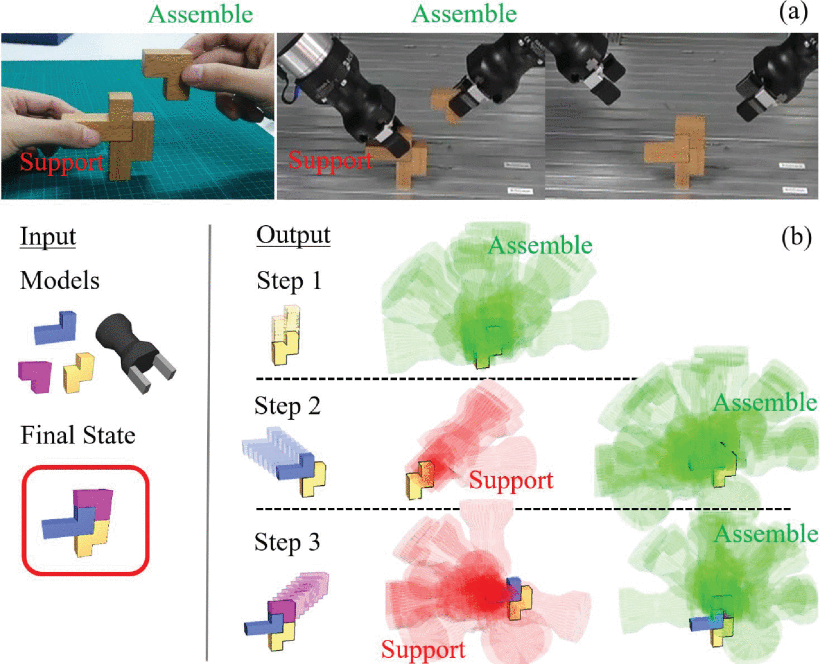 Assemble
Assemble
(a)
Support
Support
Input
Output
(b)
Models
Step 1
Assemble
Step 2
Assemble
Final State
Support
Step 3
Assemble
Support